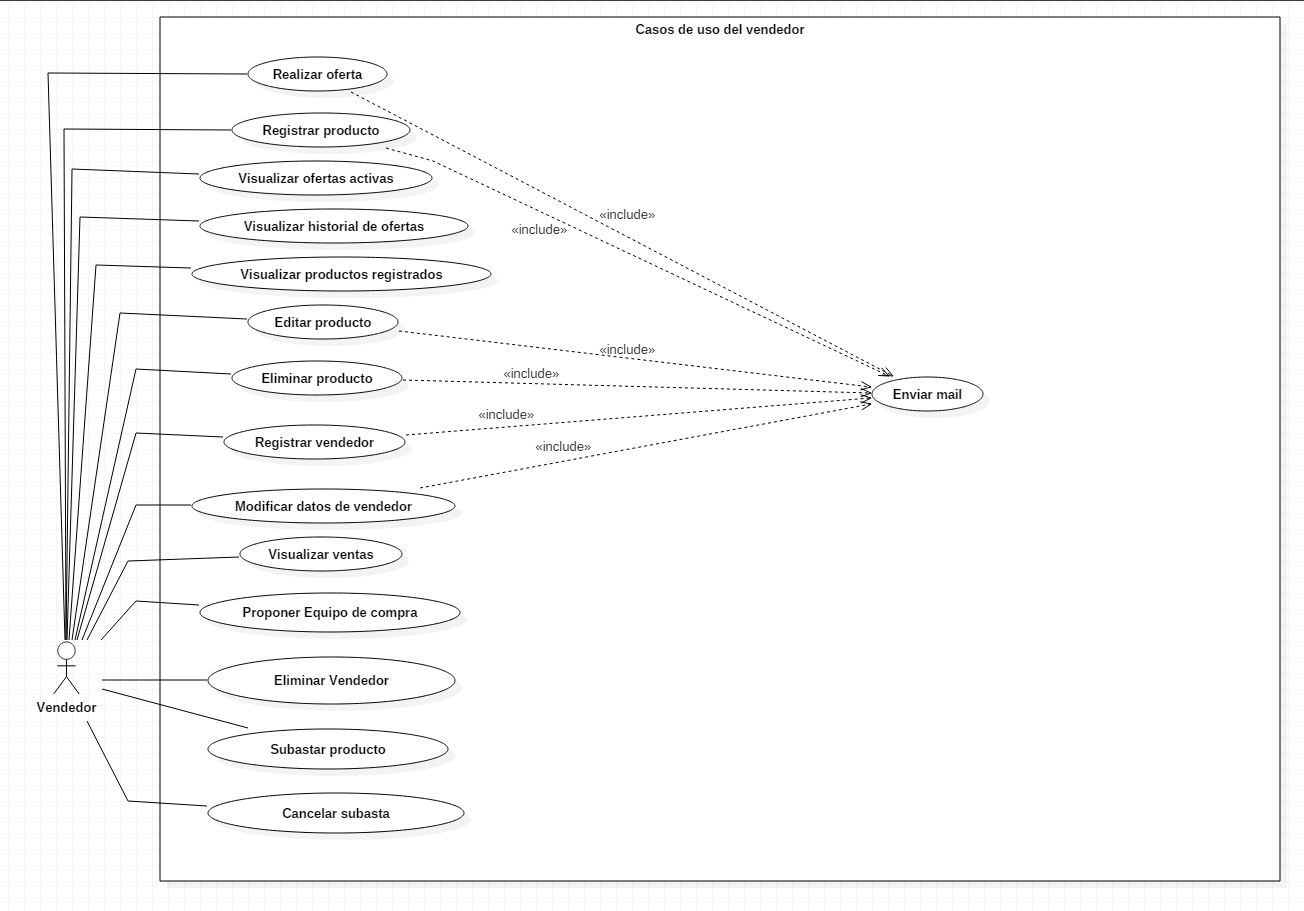 Casos de uso del vendedor
Realizar oferta
Registrar producto
Visualizar ofertas activas
«include»
Visualizar historial de ofertas
«include»
Visualizar productos registrados
Editar producto
«include»
Eliminar producto
«include»
Enviar mail
«include»
Registrar vendedor
«include»
Modificar datos de vendedor
Visualizar ventas
Proponer Equipo de compra
Eliminar Vendedor
Vendedor
Subastar producto
Cancelar subasta